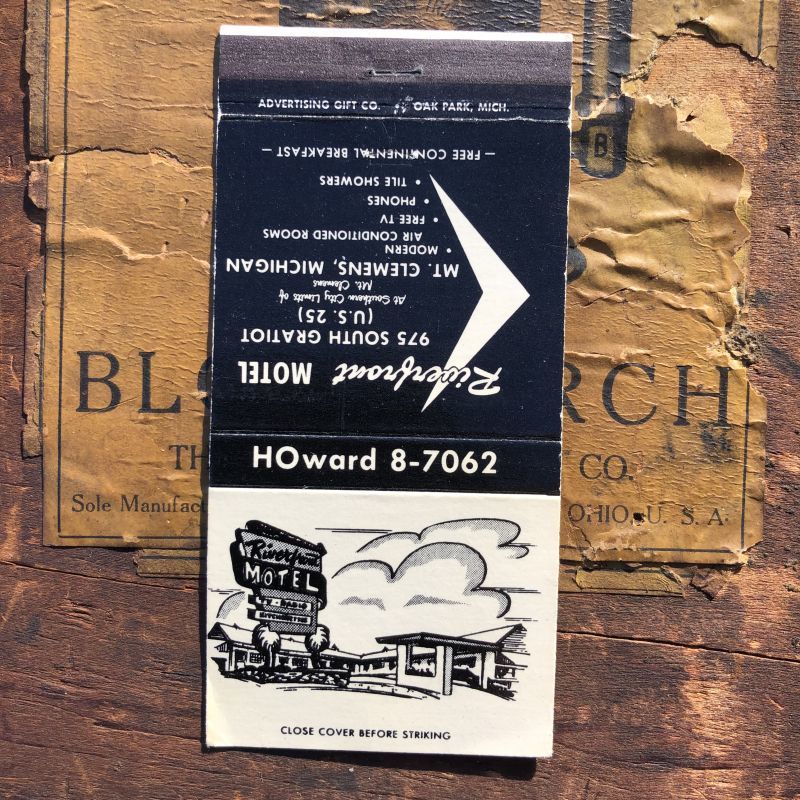 ADVERTISING GIFT CO. OAK PARK, MICH.
Riverfront MOTEL
975 SOUTH GRATIOT
(U.S. 25)
At Southern City Limits of
Mt. Clemens
MT. CLEMENS, MICHIGAN
• MODERN
AIR CONDITIONED ROOMS
• FREE TV
• PHONES
• TILE SHOWERS
— FREE CONTINENTAL BREAKFAST —
HOward 8-7062
Riverfront
MOTEL
CLOSE COVER BEFORE STRIKING
B
BL RCH
TH CO.
Sole Manufact OHIO, U. S. A.